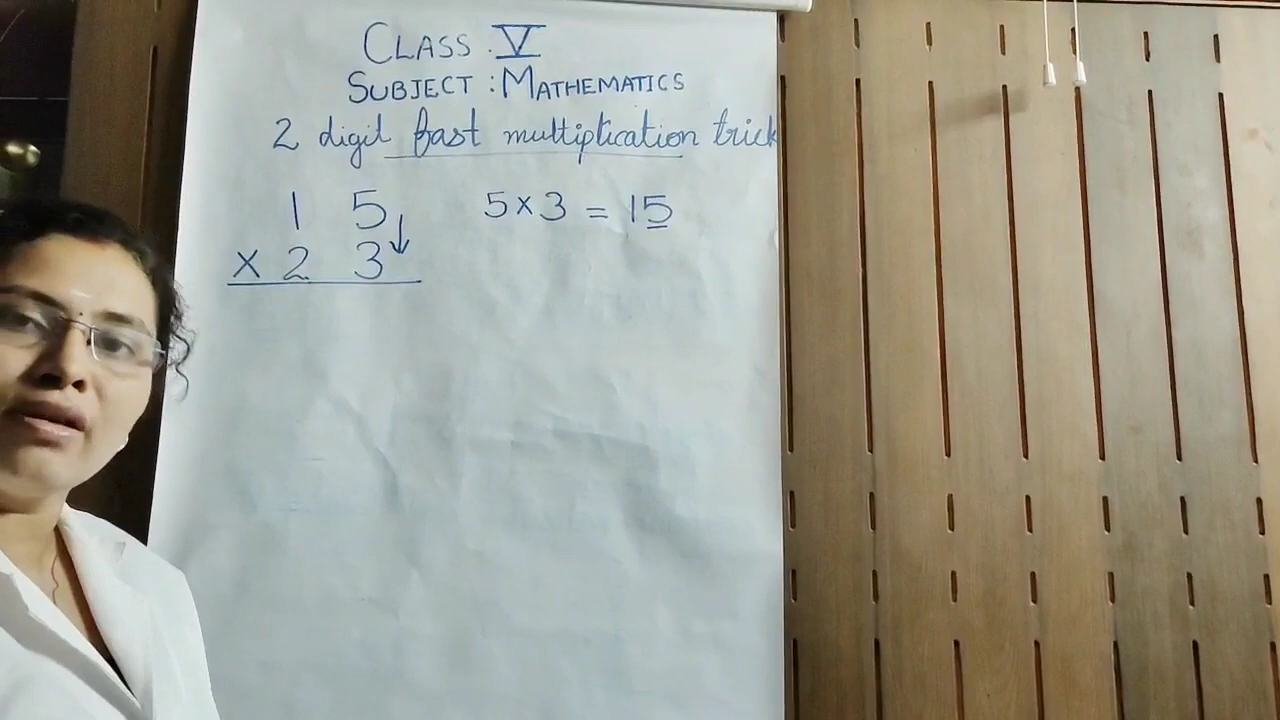 CLASS : V
SUBJECT : MATHEMATICS
2 digit fast multiplication trick
1 5↓ 5×3 = 15
× 2 3